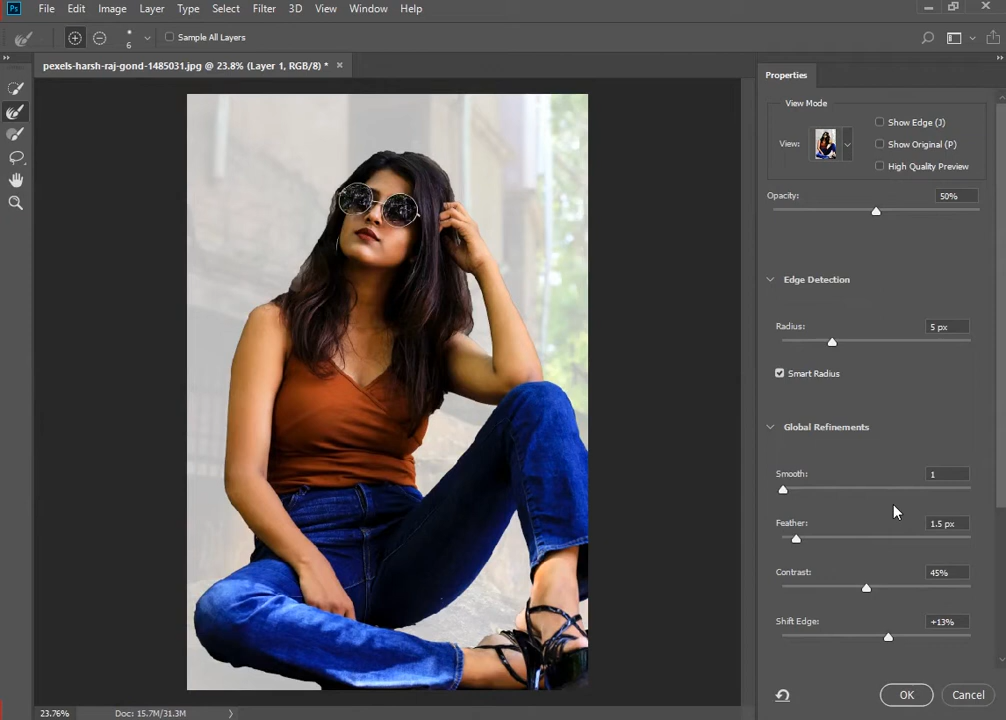 Ps File Edit Image Layer Type Select Filter 3D View Window Help
6 Sample All Layers
pexels-harsh-raj-gond-1485031.jpg @ 23.8% (Layer 1, RGB/8) *
Properties
View Mode
View:
Show Edge (J)
Show Original (P)
High Quality Preview
Opacity: 50%
Edge Detection
Radius: 5 px
Smart Radius
Global Refinements
Smooth: 1
Feather: 1.5 px
Contrast: 45%
Shift Edge: +13%
OK Cancel
23.76% Doc: 15.7M/31.3M